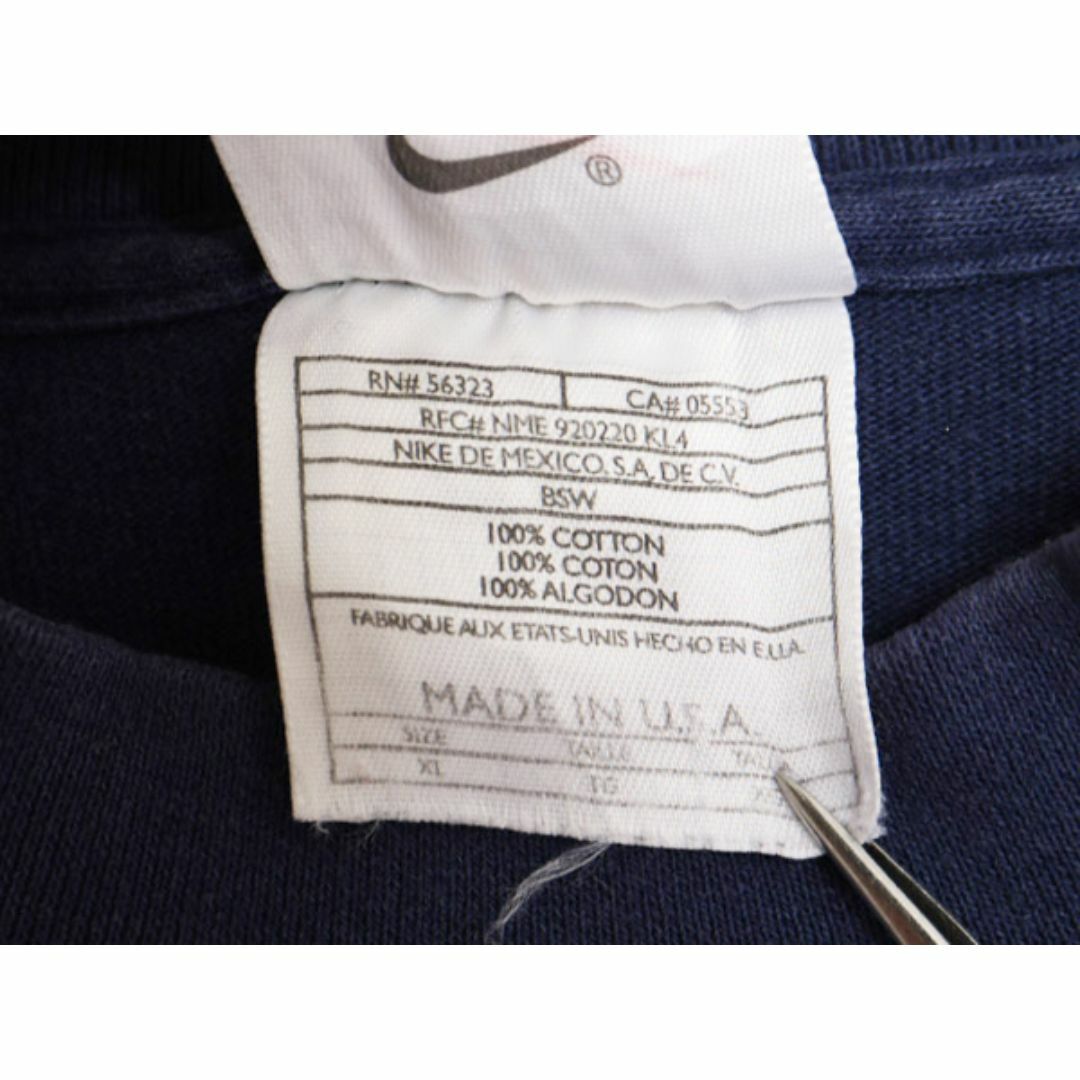 ®
RN# 56323 CA# 05553
RFC# NME 920220 KL4
NIKE DE MEXICO, S.A. DE C.V.
BSW
100% COTTON
100% COTON
100% ALGODON
FABRIQUE AUX ETATS-UNIS HECHO EN E.U.A.
MADE IN U.S.A.
SIZE TAILLE TALLA
XL TG